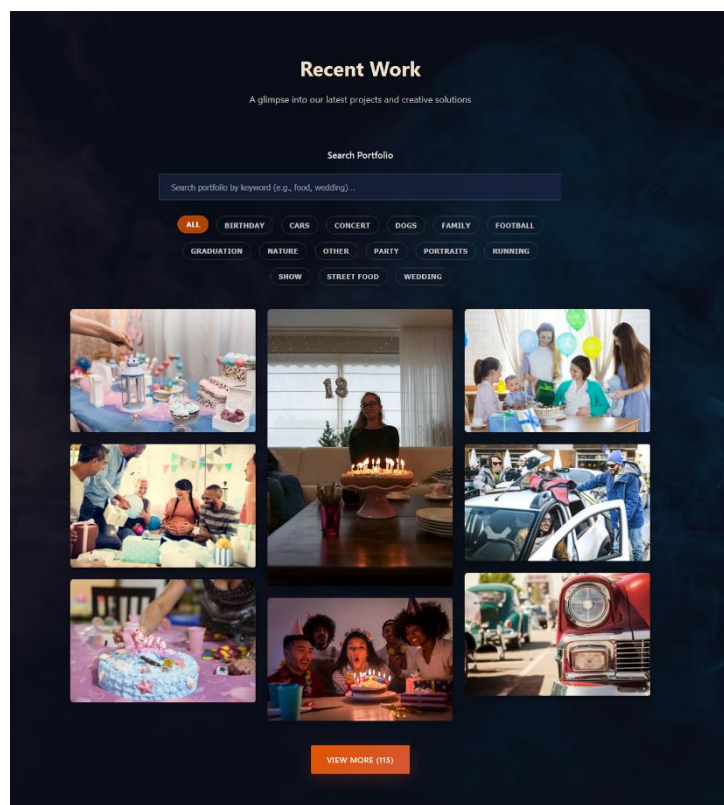 Recent Work
A glimpse into our latest projects and creative solutions
Search Portfolio
Search portfolio by keyword (e.g., food, wedding)...
ALL BIRTHDAY CARS CONCERT DOGS FAMILY FOOTBALL
GRADUATION NATURE OTHER PARTY PORTRAITS RUNNING
SHOW STREET FOOD WEDDING
18
VIEW MORE (115)